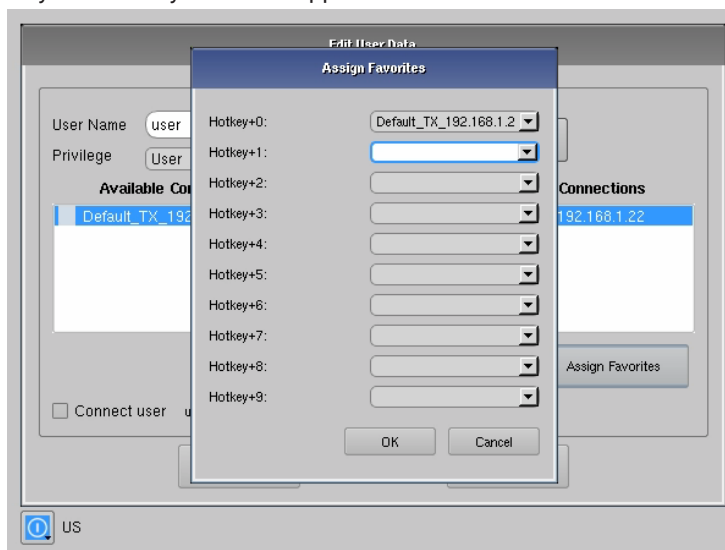 Edit User Data
Assign Favorites
User Name user
Privilege User
Available Co
Connections
Default_TX_192
192.168.1.22
Hotkey+0: Default_TX_192.168.1.2
Hotkey+1:
Hotkey+2:
Hotkey+3:
Hotkey+4:
Hotkey+5:
Hotkey+6:
Hotkey+7:
Hotkey+8:
Hotkey+9:
Assign Favorites
Connect user u
OK Cancel
US